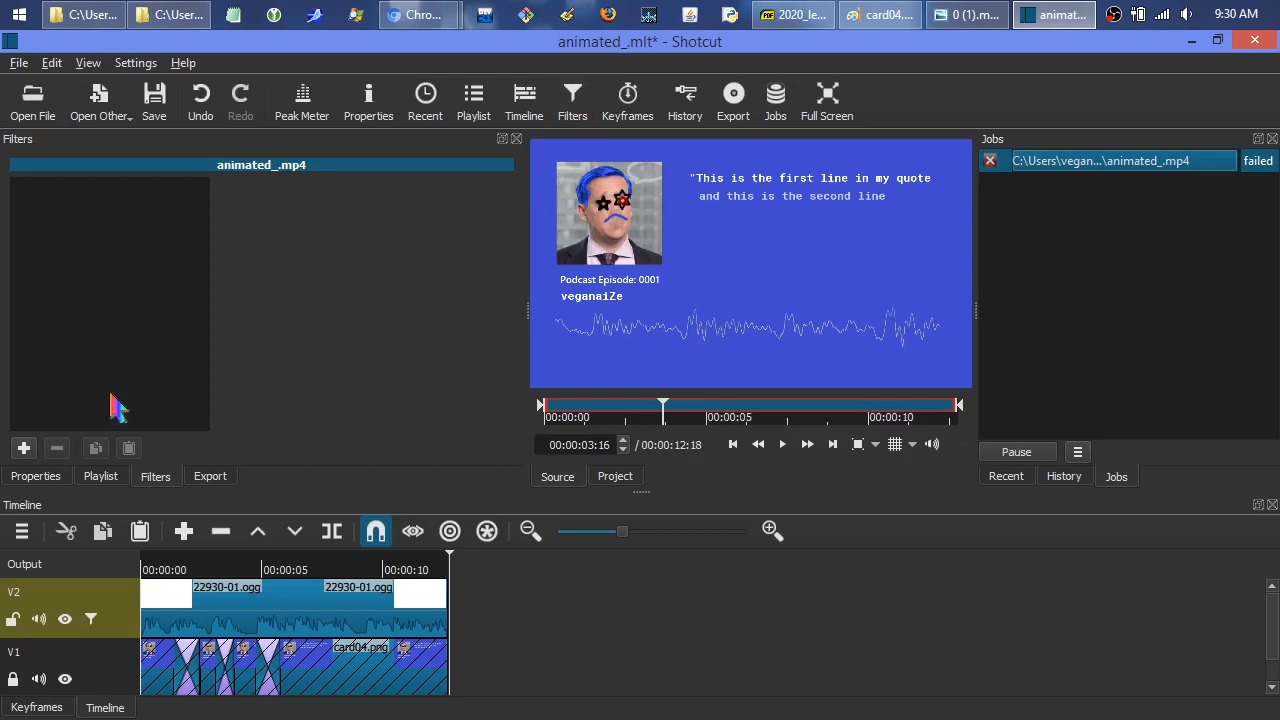 C:\User...
C:\User...
Chro...
DEV
PDF
2020_le...
card04....
0 (1).m...
animat...
9:30 AM
animated_.mlt* - Shotcut
File Edit View Settings Help
Open File Open Other... Save Undo Redo Peak Meter Properties Recent Playlist Timeline Filters Keyframes History Export Jobs Full Screen
Filters
Jobs
animated_.mp4
C:\Users\vegan...\animated_.mp4 failed
"This is the first line in my quote
and this is the second line
Podcast Episode: 0001
veganaiZe
00:00:00 00:00:05 00:00:10
00:00:03:16 / 00:00:12:18
Pause
Properties Playlist Filters Export
Source Project
Recent History Jobs
Timeline
Output
00:00:00 00:00:05 00:00:10
V2
22930-01.ogg 22930-01.ogg
V1
card04.png
Keyframes Timeline